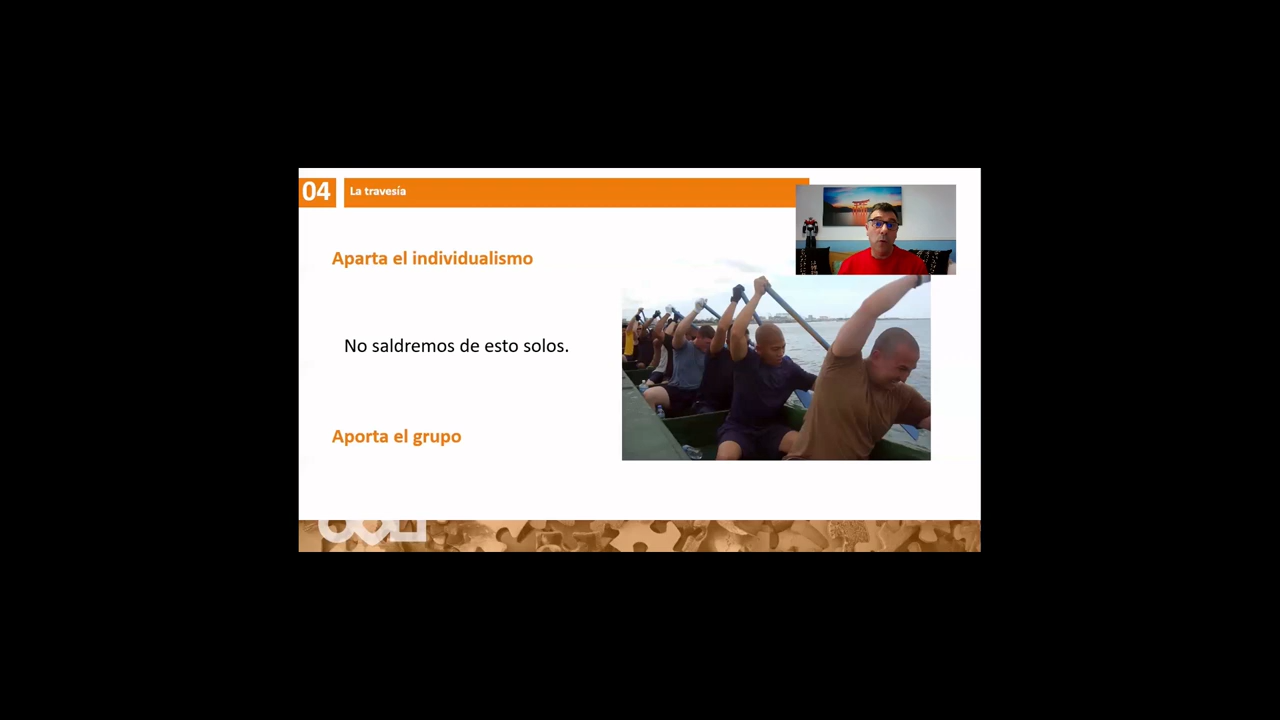 04
La travesía
Aparta el individualismo
No saldremos de esto solos.
Aporta el grupo